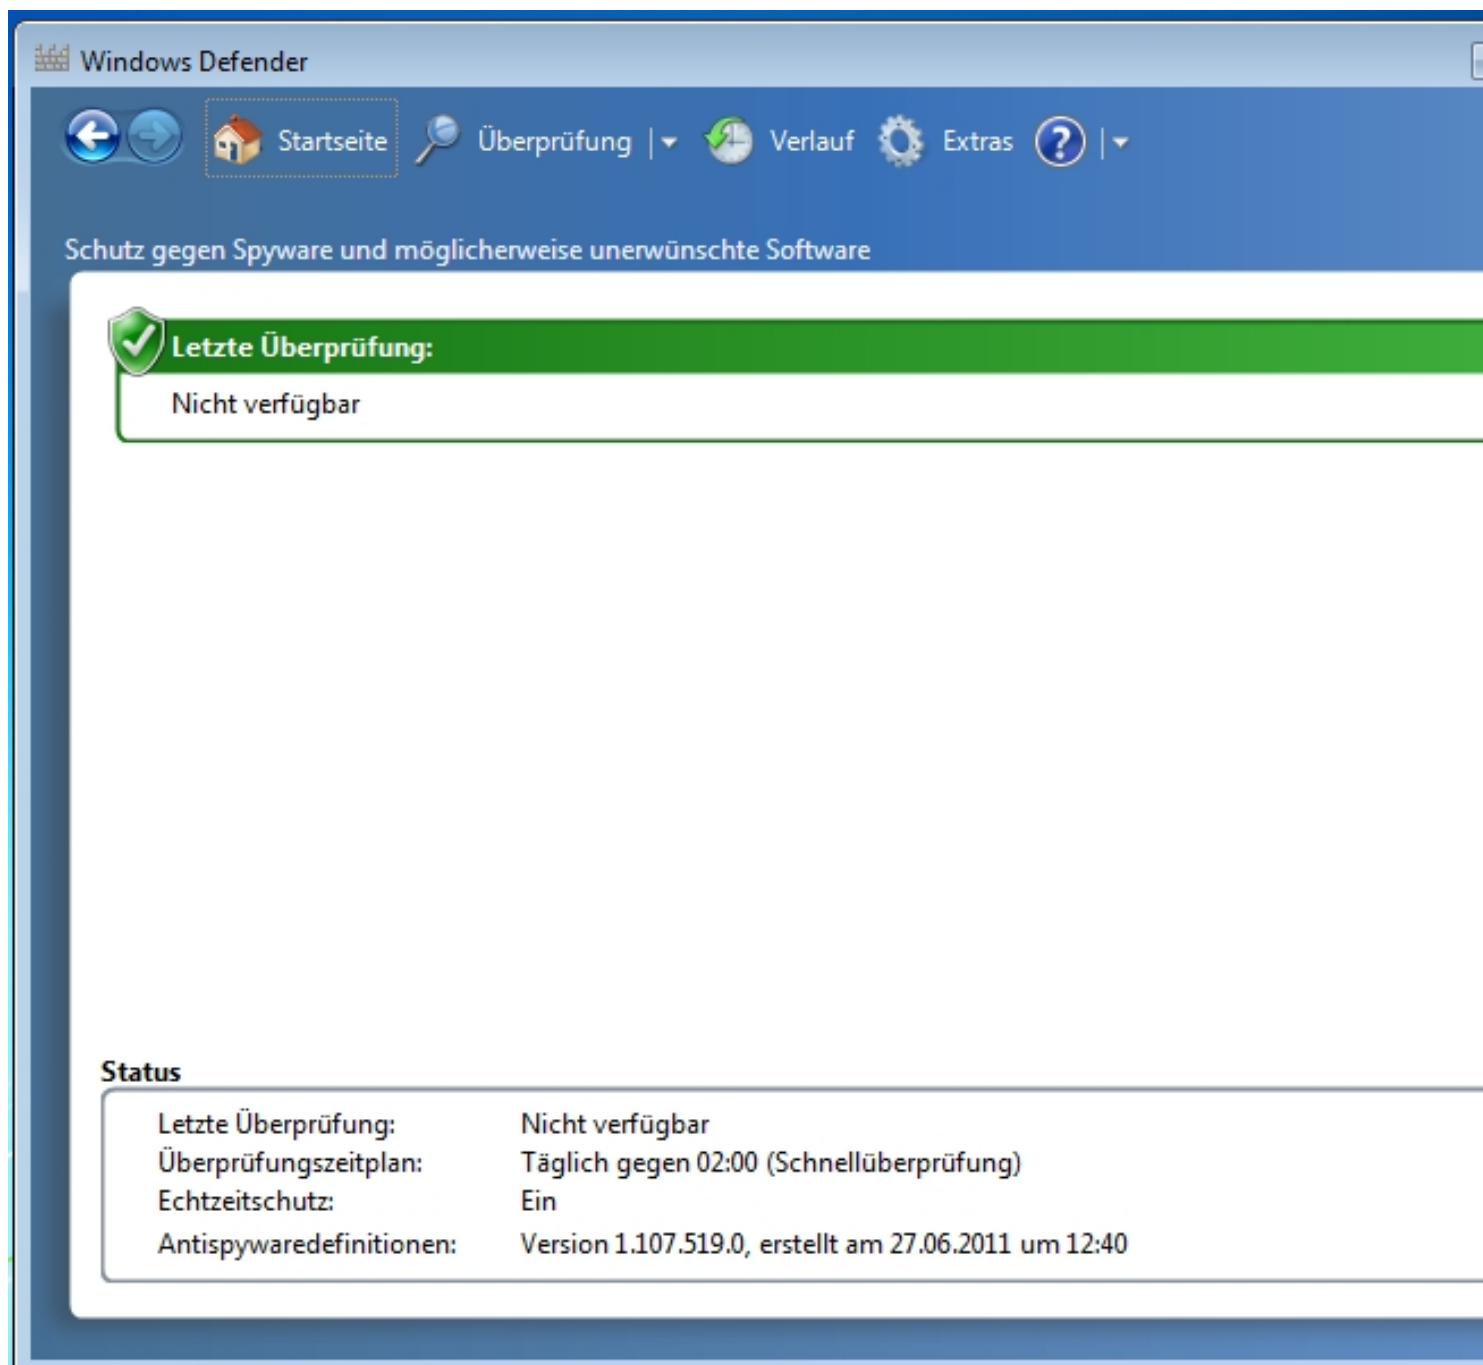 Windows Defender
Startseite Überprüfung Verlauf Extras ?
Schutz gegen Spyware und möglicherweise unerwünschte Software
Letzte Überprüfung:
Nicht verfügbar
Status
Letzte Überprüfung: Nicht verfügbar
Überprüfungszeitplan: Täglich gegen 02:00 (Schnellüberprüfung)
Echtzeitschutz: Ein
Antispywaredefinitionen: Version 1.107.519.0, erstellt am 27.06.2011 um 12:40